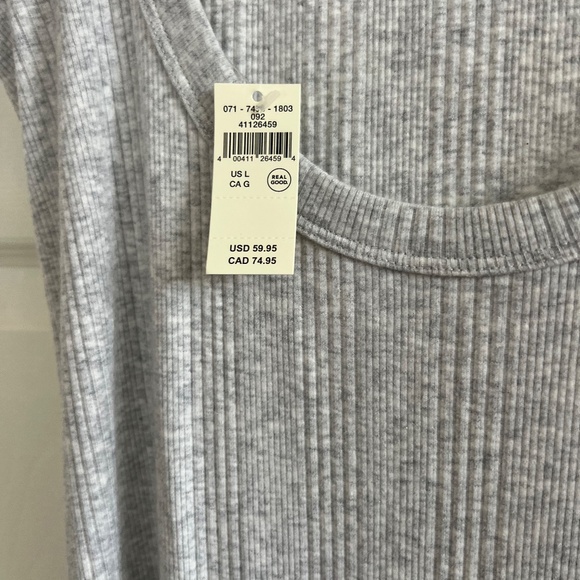 071 - - 1803
092
41126459
4 00411 26459 4
US L
CA G
REAL
GOOD.
USD 59.95
CAD 74.95